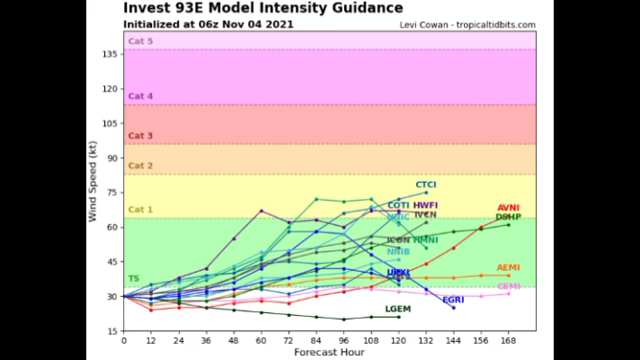 Invest 93E Model Intensity Guidance
Initialized at 06z Nov 04 2021
Levi Cowan - tropicaltidbits.com
Wind Speed (kt)
135
120
105
90
75
60
45
30
15
Cat 5
Cat 4
Cat 3
Cat 2
Cat 1
TS
CTCI
COTI HWFI
IVCN
AVNI
DSHP
ICON HMNI
NNIB
AEMI
CEMI
EGRI
LGEM
0 12 24 36 48 60 72 84 96 108 120 132 144 156 168
Forecast Hour